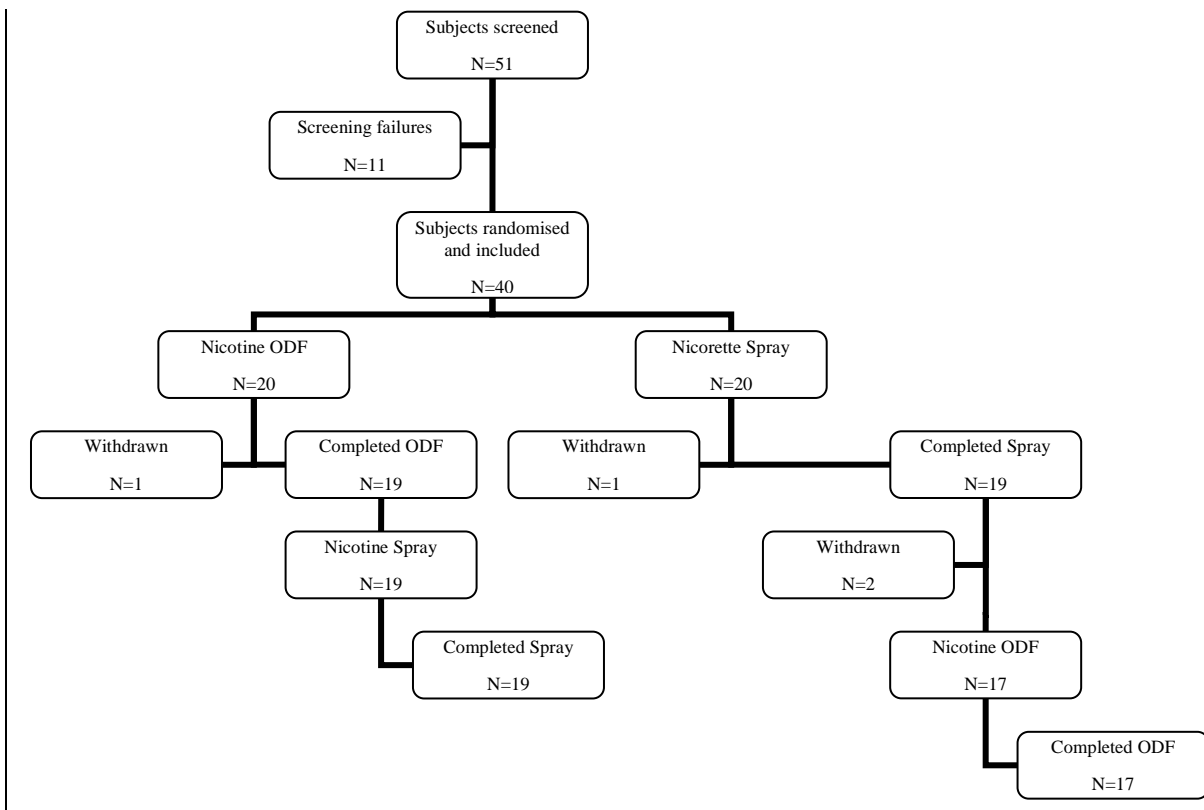 Subjects screened
N=51
Screening failures
N=11
Subjects randomised
and included
N=40
Nicotine ODF
N=20
Nicorette Spray
N=20
Withdrawn
N=1
Completed ODF
N=19
Withdrawn
N=1
Completed Spray
N=19
Nicotine Spray
N=19
Withdrawn
N=2
Completed Spray
N=19
Nicotine ODF
N=17
Completed ODF
N=17